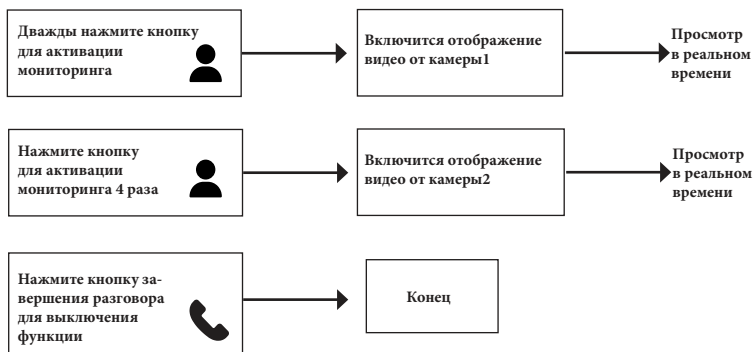 Дважды нажмите кнопку
для активации
мониторинга
Включится отображение
видео от камеры1
Просмотр
в реальном
времени
Нажмите кнопку
для активации
мониторинга 4 раза
Включится отображение
видео от камеры2
Просмотр
в реальном
времени
Нажмите кнопку за-
вершения разговора
для выключения
функции
Конец